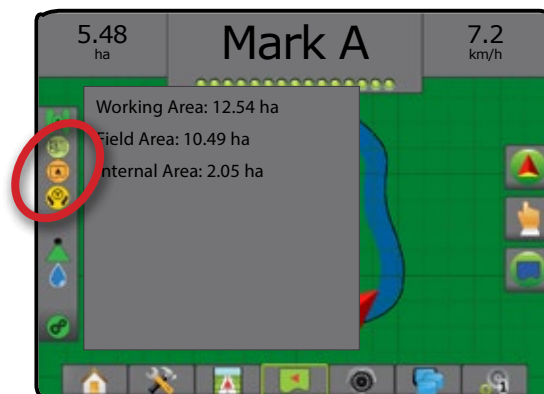 5.48
ha
Mark A
7.2
km/h
Working Area: 12.54 ha
Field Area: 10.49 ha
Internal Area: 2.05 ha